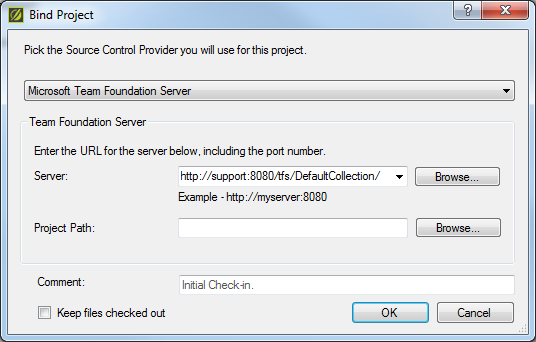 Bind Project
Pick the Source Control Provider you will use for this project.
Microsoft Team Foundation Server
Team Foundation Server
Enter the URL for the server below, including the port number.
Server: http://support:8080/tfs/DefaultCollection/ Browse...
Example - http://myserver:8080
Project Path: Browse...
Comment: Initial Check-in.
Keep files checked out OK Cancel